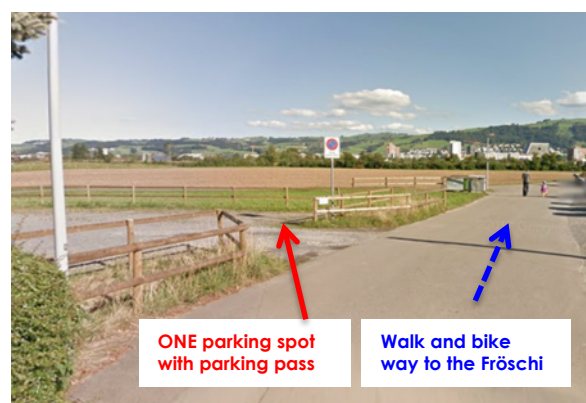 ONE parking spot
with parking pass
Walk and bike
way to the Fröschi